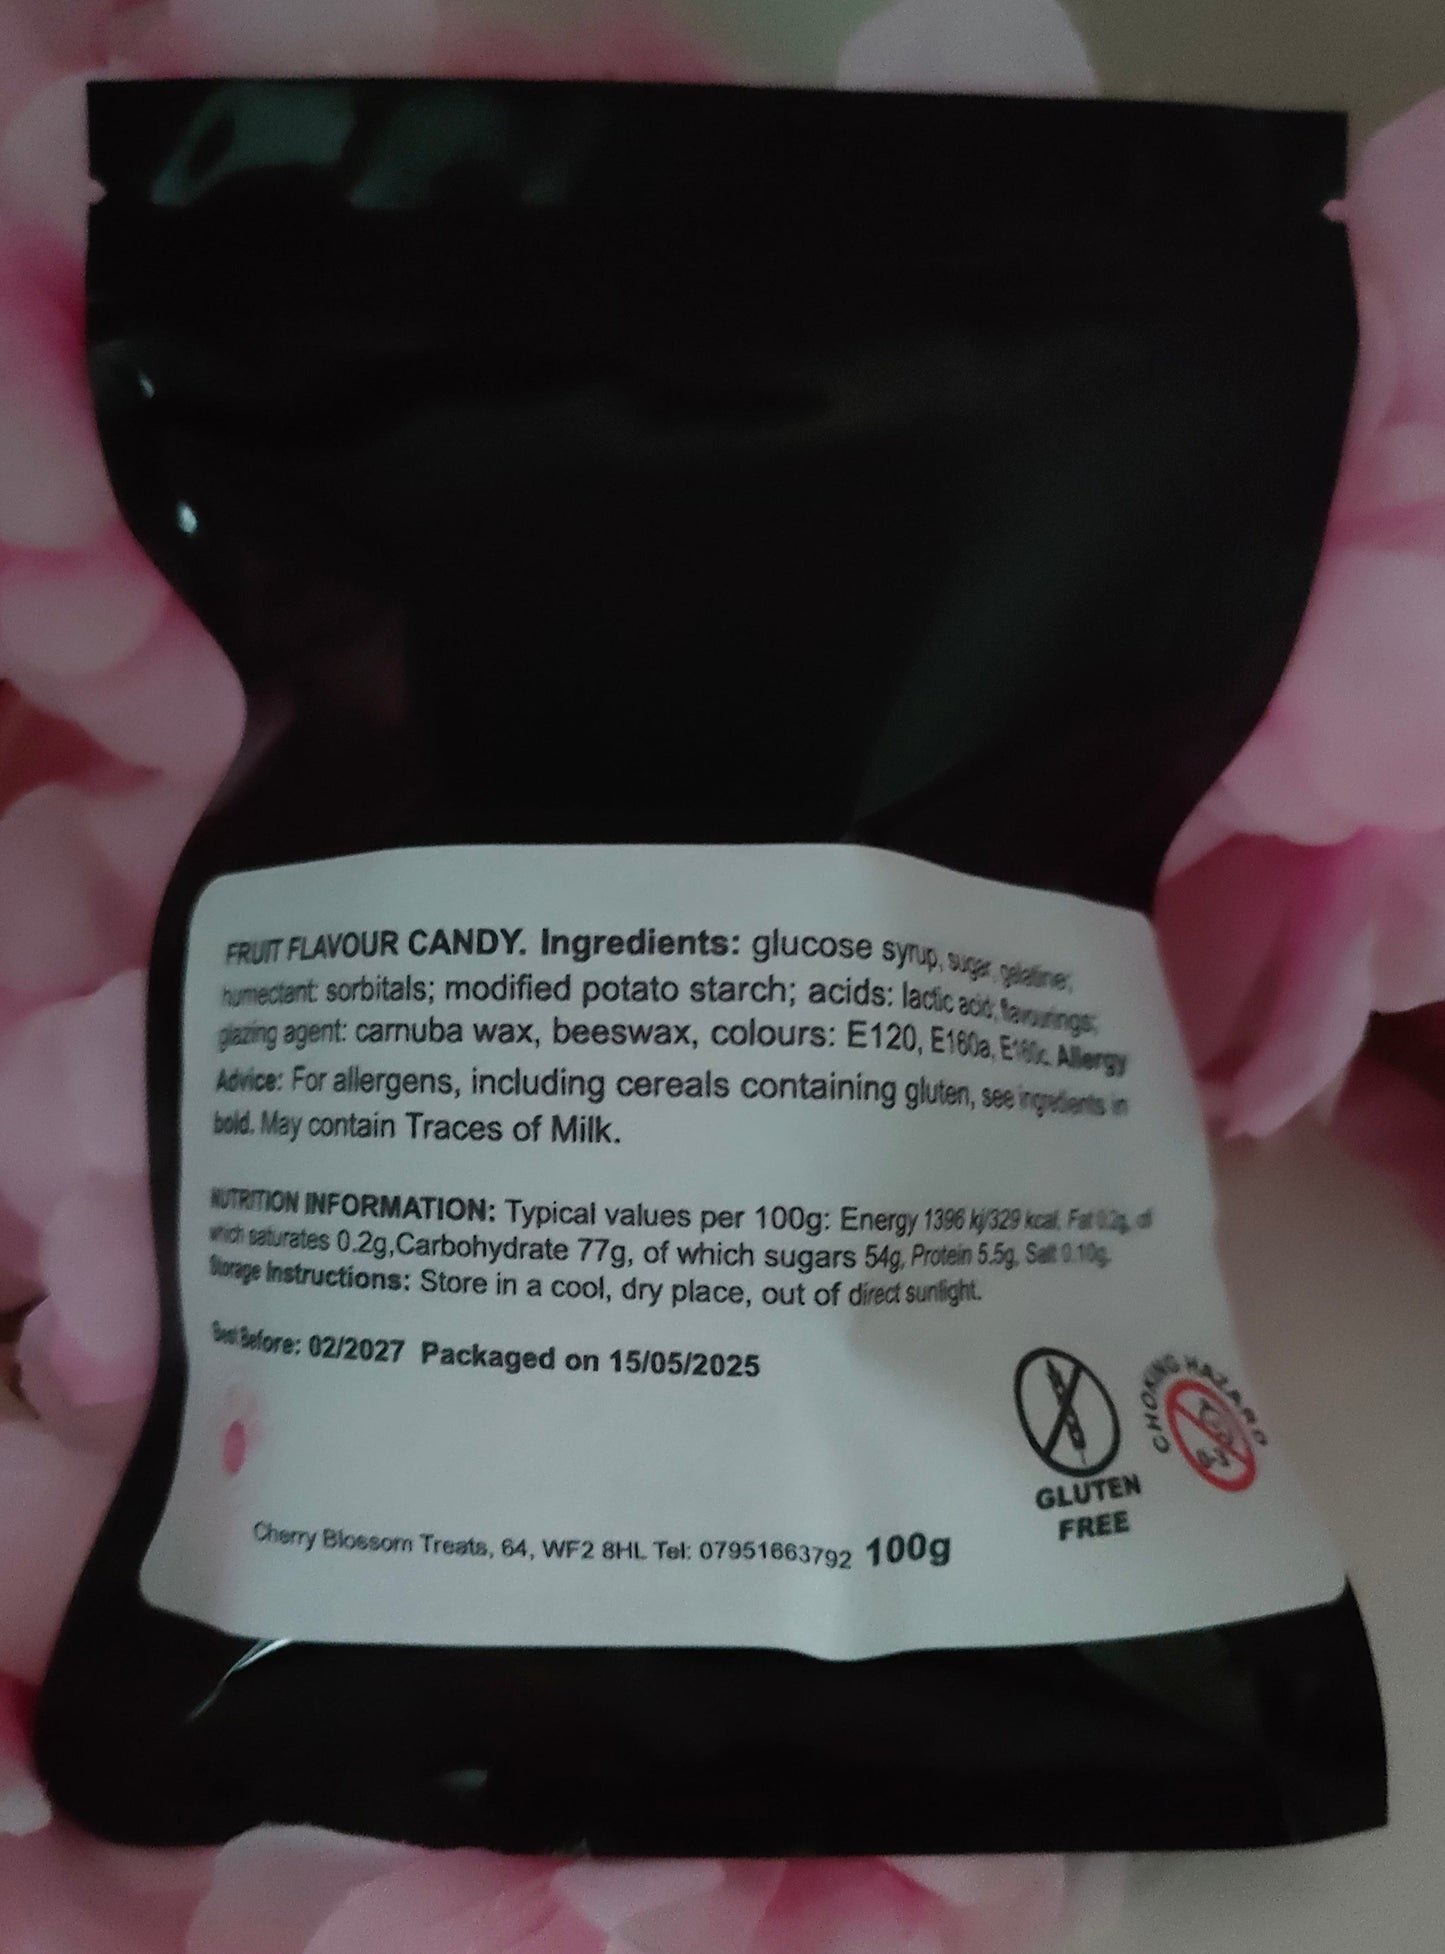 FRUIT FLAVOUR CANDY. Ingredients: glucose syrup, sugar, gelatine;
humectant: sorbitals; modified potato starch; acids: lactic acid; flavourings;
glazing agent: carnuba wax, beeswax, colours: E120, E160a, E160c. Allergy
Advice: For allergens, including cereals containing gluten, see ingredients in
bold. May contain Traces of Milk.
NUTRITION INFORMATION: Typical values per 100g: Energy 1396 kj/329 kcal. Fat 0.2g, of
which saturates 0.2g,Carbohydrate 77g, of which sugars 54g, Protein 5.5g, Salt 0.10g.
Storage Instructions: Store in a cool, dry place, out of direct sunlight.
Best Before: 02/2027 Packaged on 15/05/2025
CHOKING HAZARD
0-3
GLUTEN
FREE
Cherry Blossom Treats, 64, WF2 8HL Tel: 07951663792 100g